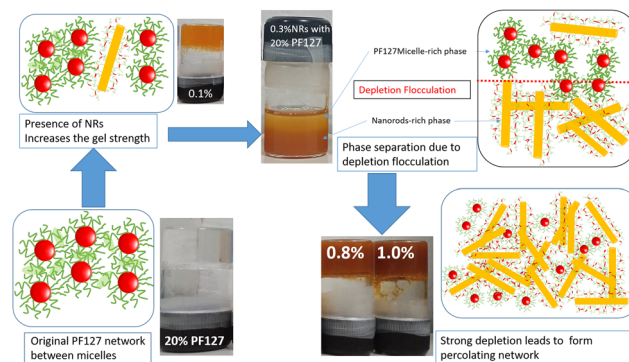 0.1%
Presence of NRs
Increases the gel strength
0.3%NRs with
20% PF127
PF127Micelle-rich phase
Depletion Flocculation
Nanorods-rich phase
Phase separation due to
depletion flocculation
Original PF127 network
between micelles
20% PF127
0.8%
1.0%
Strong depletion leads to form
percolating network